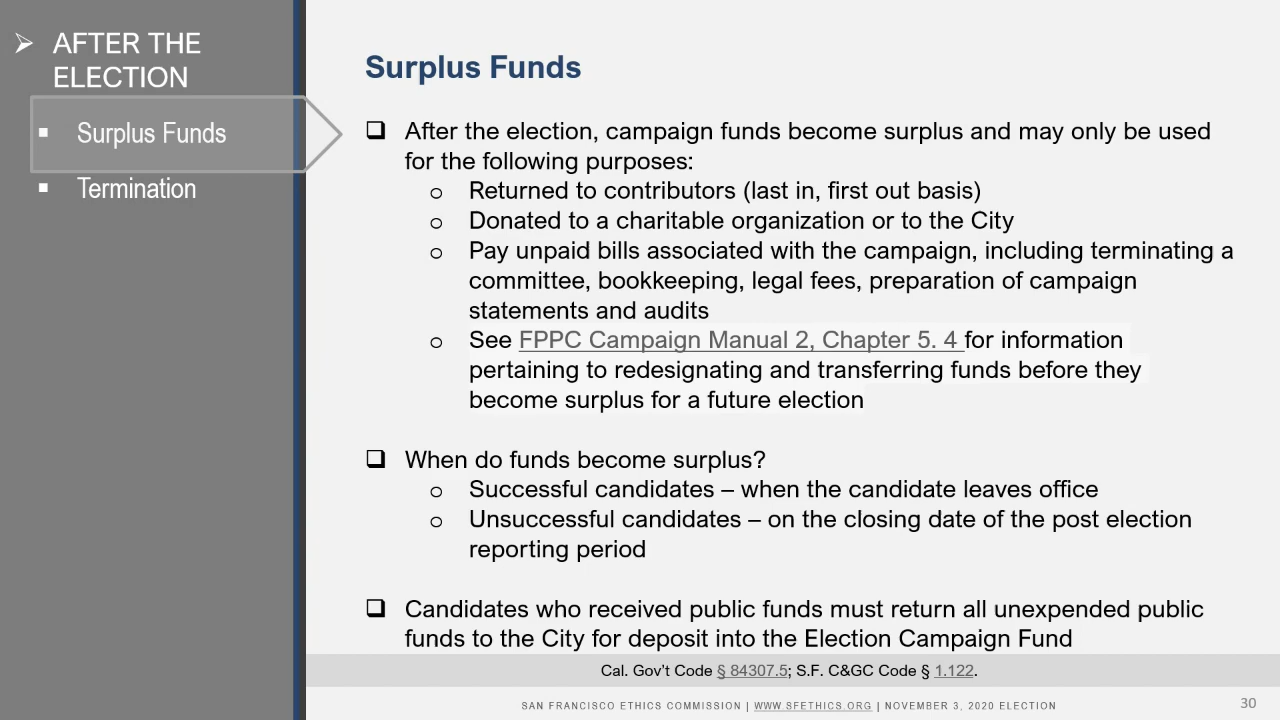 ➢ AFTER THE
ELECTION
▪ Surplus Funds
▪ Termination
Surplus Funds
❑ After the election, campaign funds become surplus and may only be used
for the following purposes:
o Returned to contributors (last in, first out basis)
o Donated to a charitable organization or to the City
o Pay unpaid bills associated with the campaign, including terminating a
committee, bookkeeping, legal fees, preparation of campaign
statements and audits
o See FPPC Campaign Manual 2, Chapter 5. 4 for information
pertaining to redesignating and transferring funds before they
become surplus for a future election
❑ When do funds become surplus?
o Successful candidates – when the candidate leaves office
o Unsuccessful candidates – on the closing date of the post election
reporting period
❑ Candidates who received public funds must return all unexpended public
funds to the City for deposit into the Election Campaign Fund
Cal. Gov't Code § 84307.5; S.F. C&GC Code § 1.122.
SAN FRANCISCO ETHICS COMMISSION | WWW.SFETHICS.ORG | NOVEMBER 3, 2020 ELECTION
30